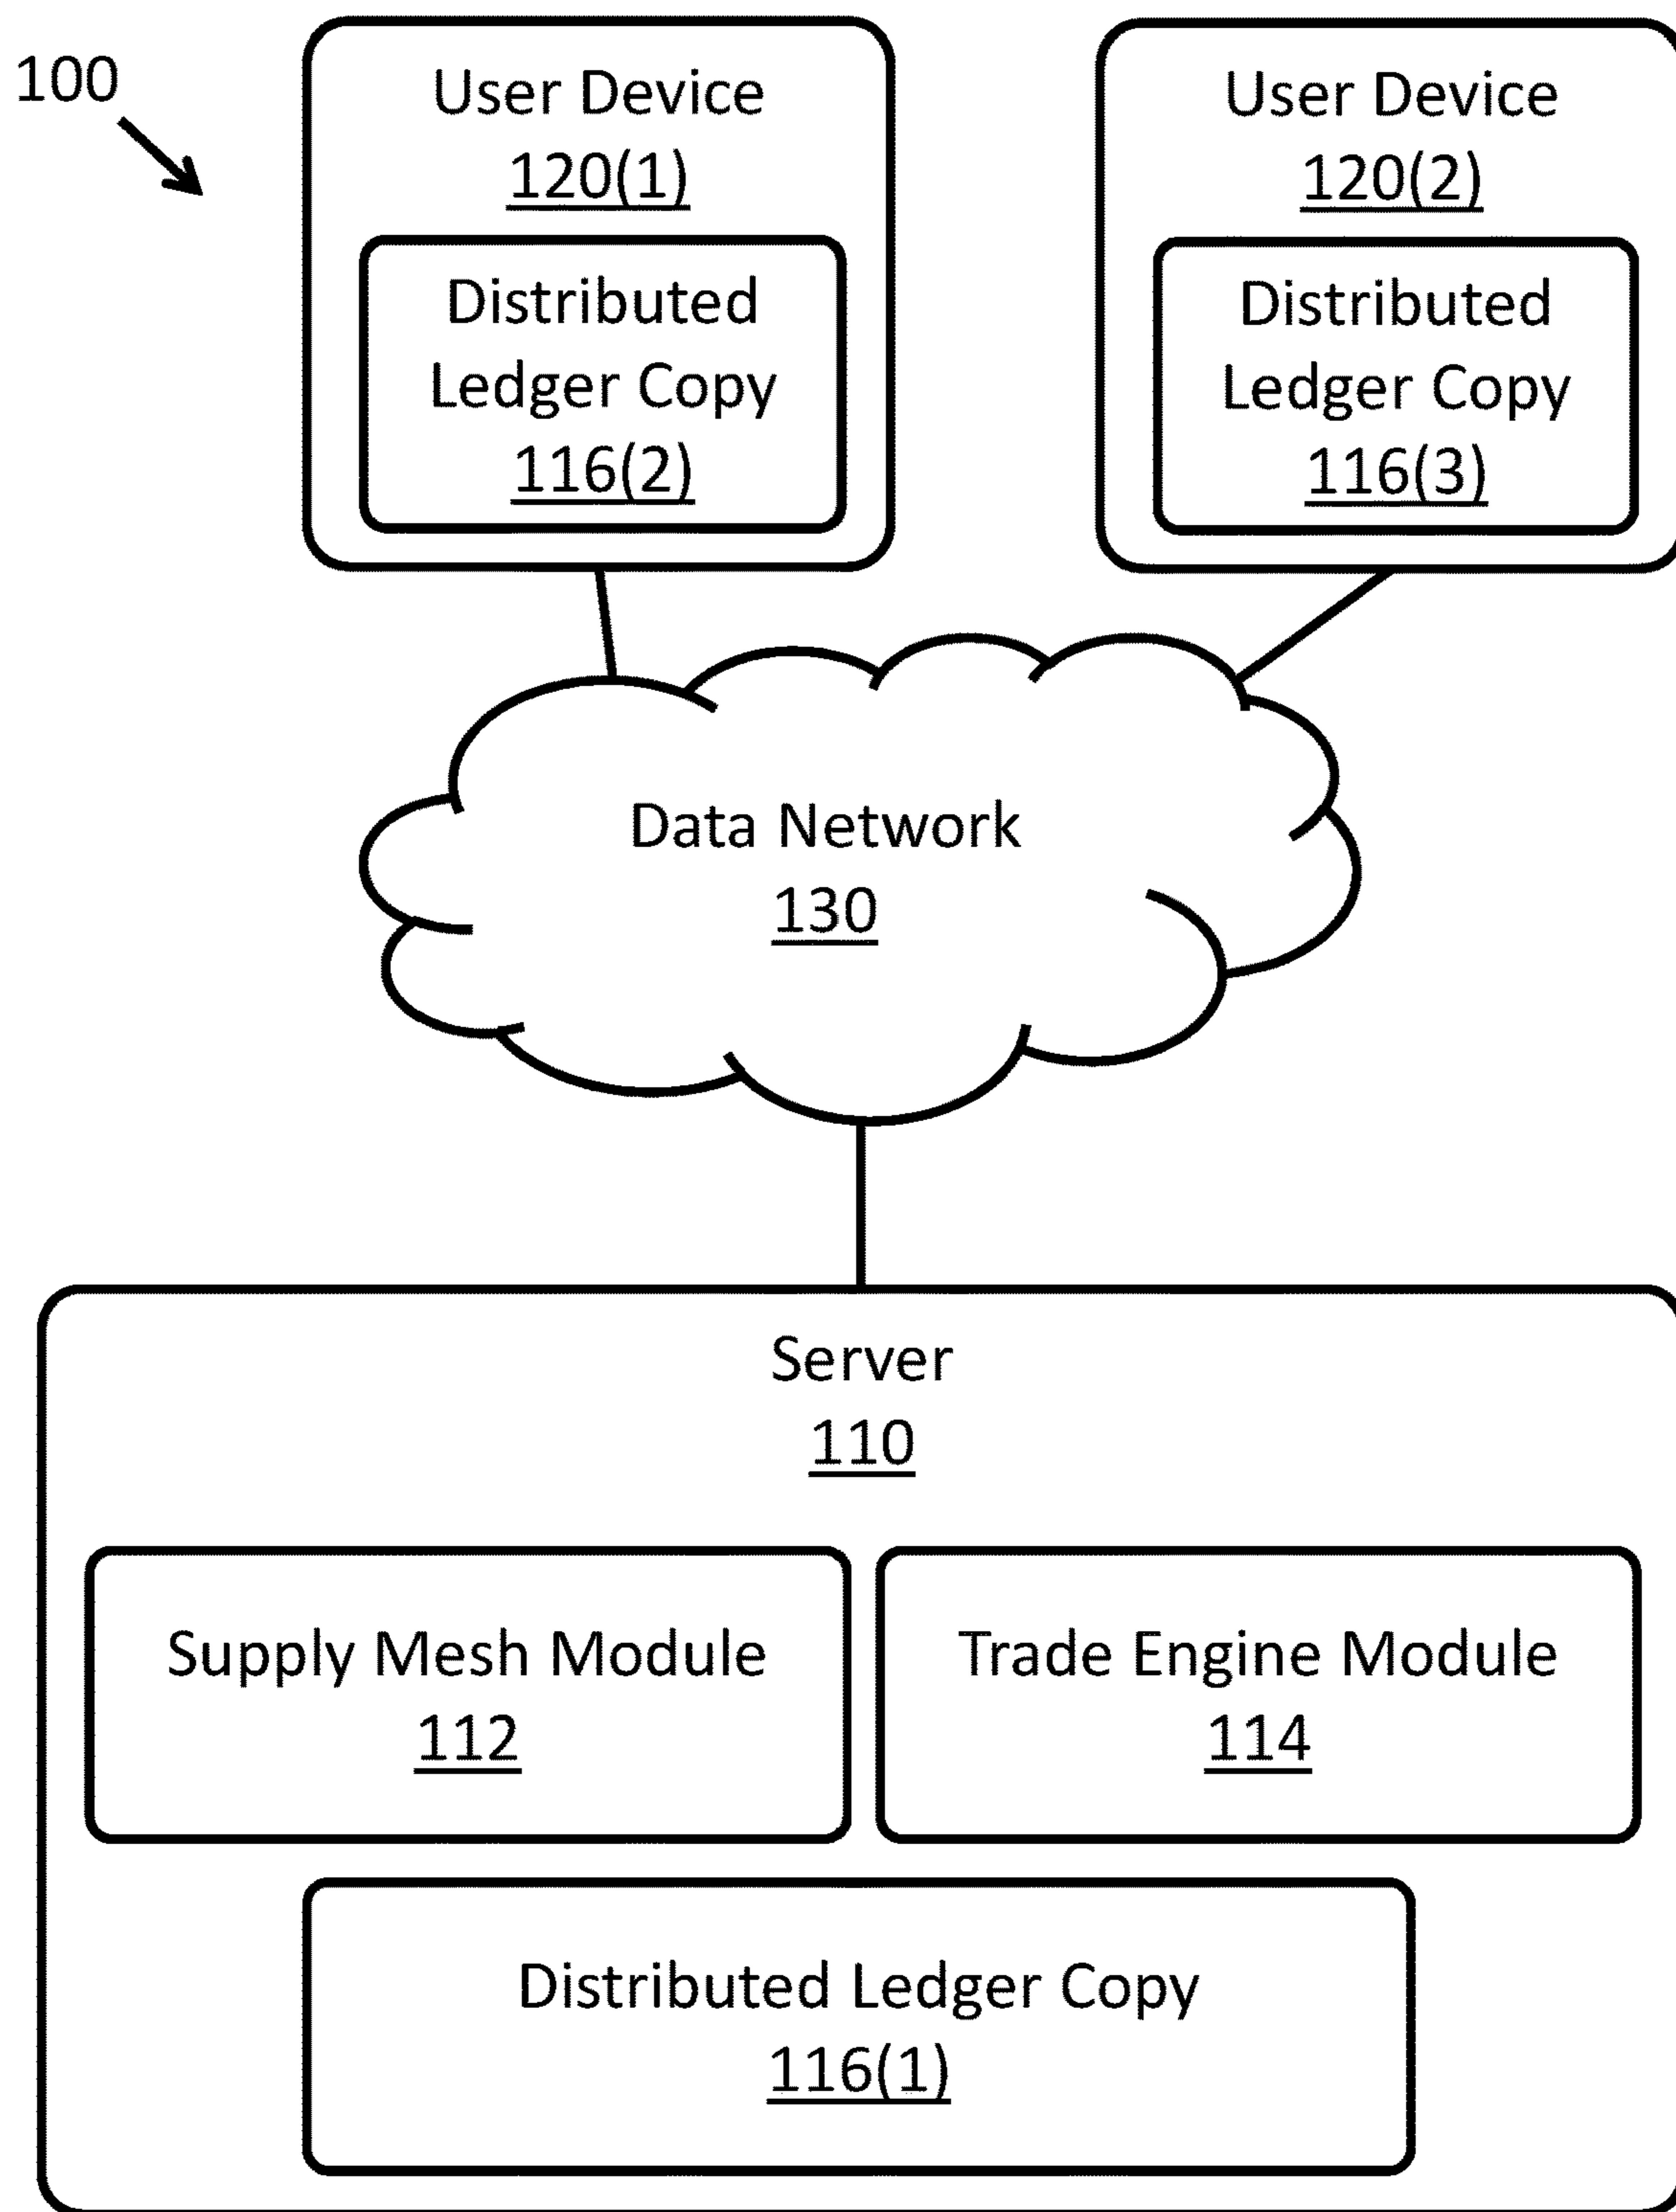 100
User Device
120(1)
Distributed
Ledger Copy
116(2)
User Device
120(2)
Distributed
Ledger Copy
116(3)
Data Network
130
Server
110
Supply Mesh Module
112
Trade Engine Module
114
Distributed Ledger Copy
116(1)